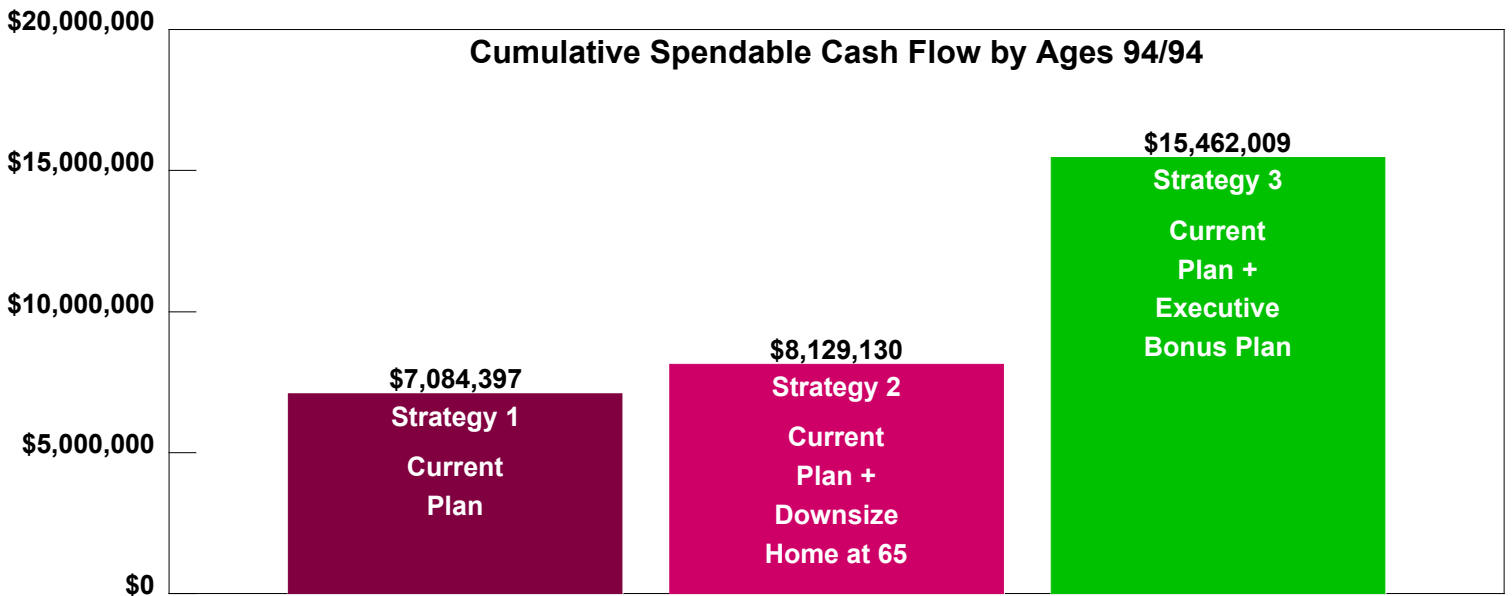 $20,000,000
Cumulative Spendable Cash Flow by Ages 94/94
$15,000,000
$10,000,000
$5,000,000
$0
$7,084,397
Strategy 1
Current
Plan
$8,129,130
Strategy 2
Current
Plan +
Downsize
Home at 65
$15,462,009
Strategy 3
Current
Plan +
Executive
Bonus Plan